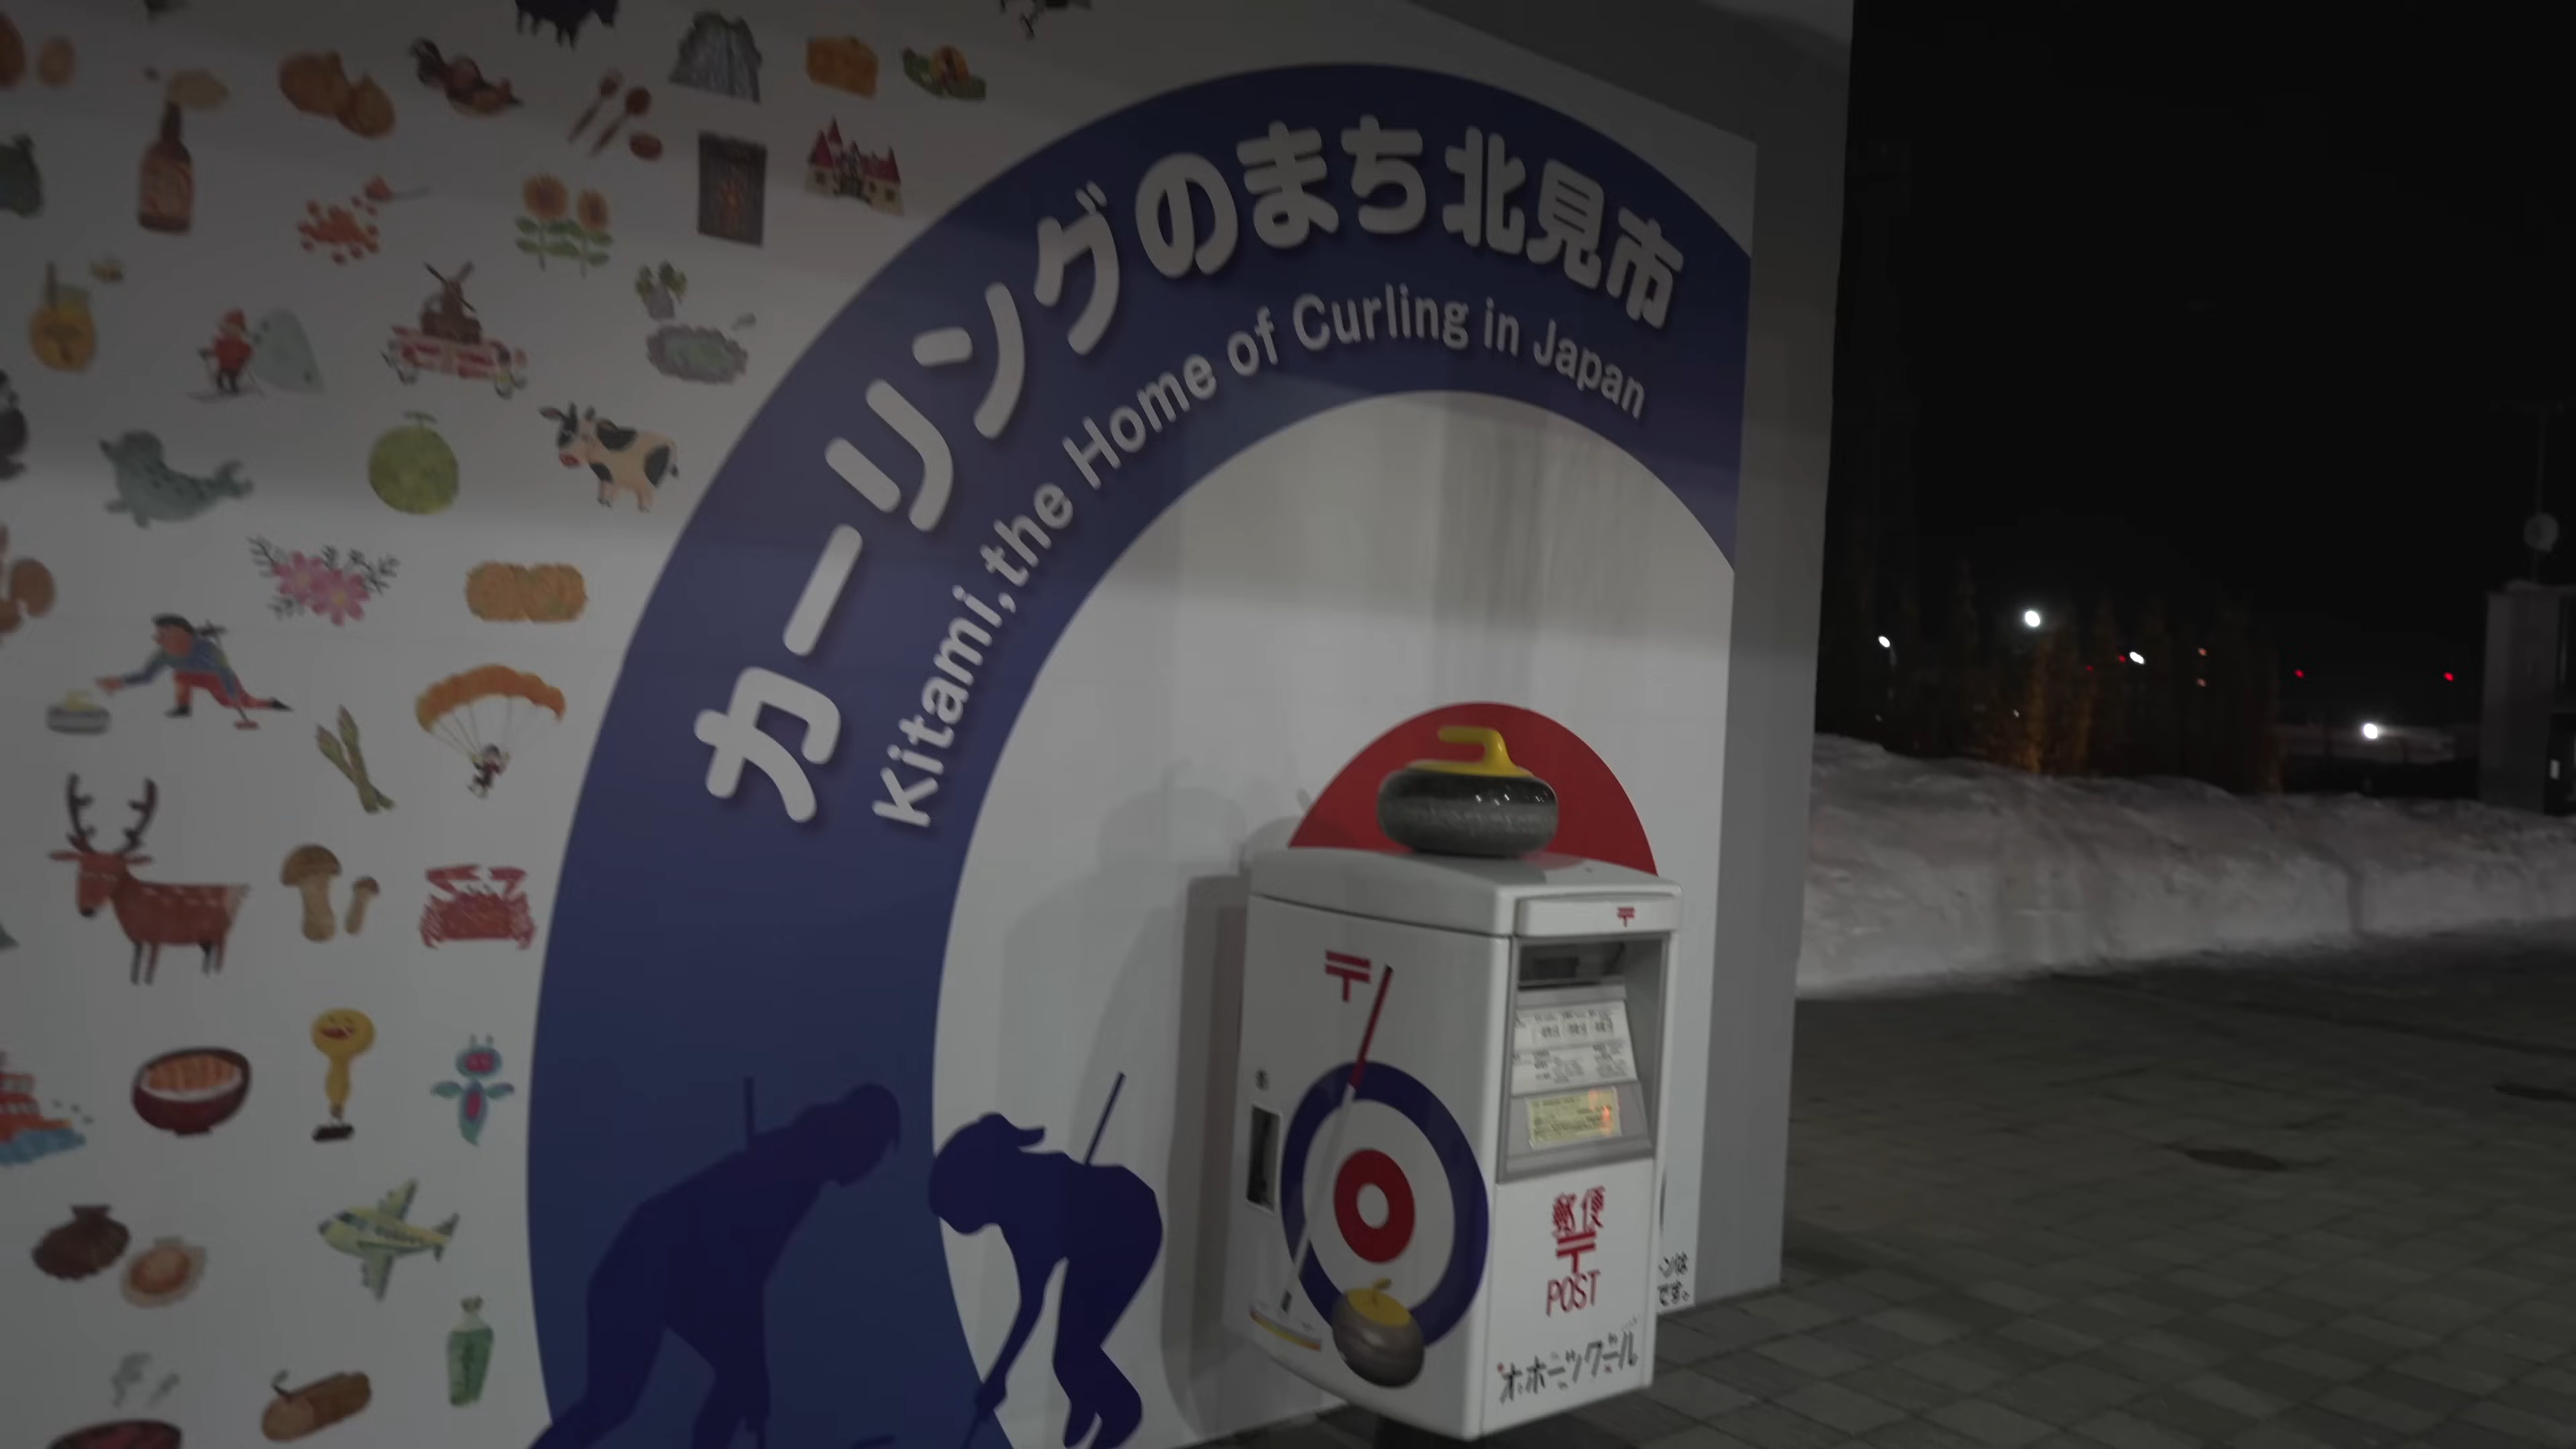 カーリングのまち北見市
Kitami,the Home of Curling in Japan
〒
〒
郵便
〒
POST
オホーツクール